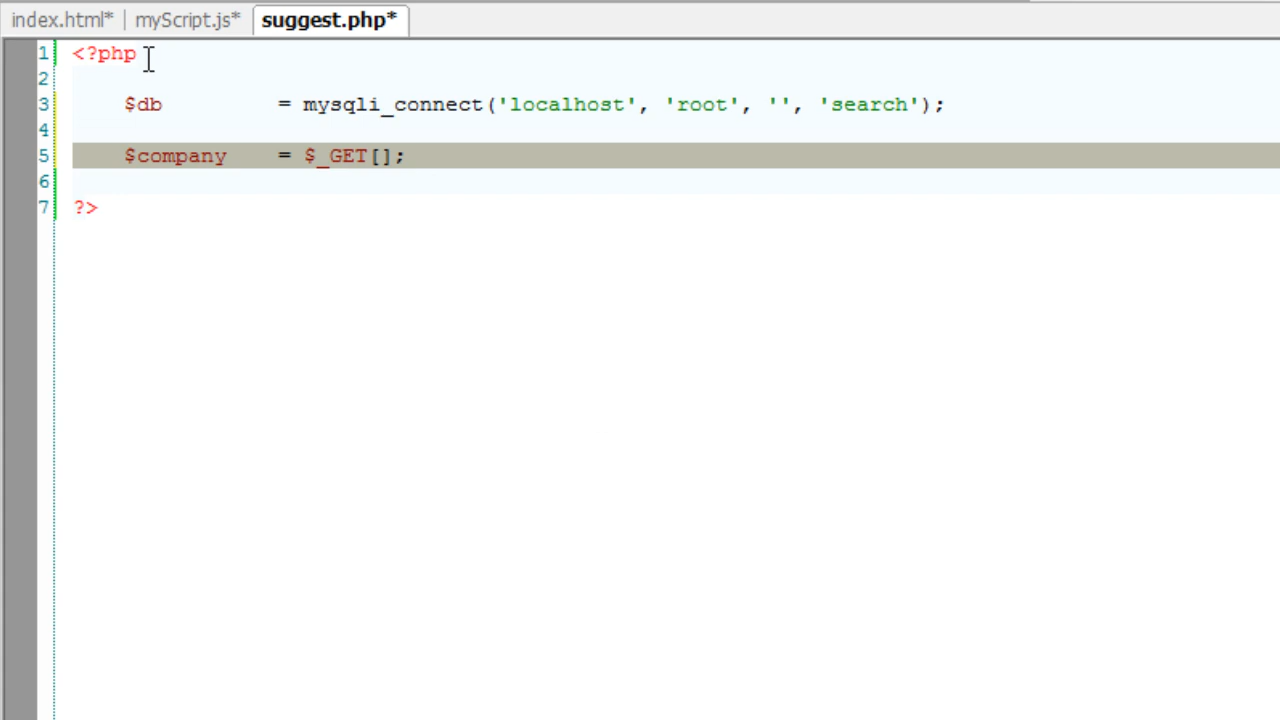 index.html* myScript.js* suggest.php*
1 <?php
2
3 $db = mysqli_connect('localhost', 'root', '', 'search');
4
5 $company = $_GET[];
6
7 ?>